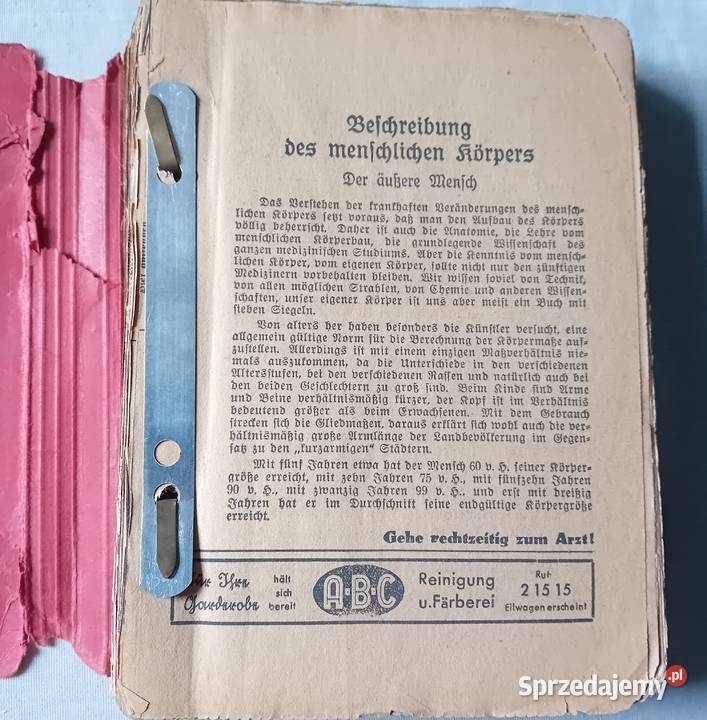 Beschreibung
des menschlichen Körpers
Der äußere Mensch
Das Verstehen der krankhaften Veränderungen des mensch-
lichen Körpers setzt voraus, daß man den Aufbau des Körpers
völlig beherrscht. Daher ist auch die Anatomie, die Lehre vom
menschlichen Körperbau, die grundlegende Wissenschaft des
ganzen medizinischen Studiums. Aber die Kenntnis vom mensch-
lichen Körper, vom eigenen Körper, sollte nicht nur den zünftigen
Medizinern vorbehalten bleiben. Wir wissen soviel von Technik,
von allen möglichen Strahlen, von Chemie und anderen Wissen-
schaften, unser eigener Körper ist uns aber meist ein Buch mit
sieben Siegeln.
Von alters her haben besonders die Künstler versucht, eine
allgemein gültige Norm für die Berechnung der Körpermaße auf-
zustellen. Allerdings ist mit einem einzigen Maßverhältnis nie-
mals auszukommen, da die Unterschiede in den verschiedenen
Altersstufen, bei den verschiedenen Rassen und natürlich auch bei
den beiden Geschlechtern zu groß sind. Beim Kinde sind Arme
und Beine verhältnismäßig kürzer, der Kopf ist im Verhältnis
bedeutend größer als beim Erwachsenen. Mit dem Gebrauch
strecken sich die Gliedmaßen, daraus erklärt sich wohl auch die ver-
hältnismäßig große Armlänge der Landbevölkerung im Gegen-
satz zu den „kurzarmigen" Städtern.
Mit fünf Jahren etwa hat der Mensch 60 v. H. seiner Körper-
größe erreicht, mit zehn Jahren 75 v. H., mit fünfzehn Jahren
90 v. H., mit zwanzig Jahren 99 v. H. und erst mit dreißig
Jahren hat er im Durchschnitt seine endgültige Körpergröße
erreicht.
Gehe rechtzeitig zum Arzt!
Ihre
Garderobe
hält
sich
bereit
A·B·C
Reinigung
u. Färberei
Ruf:
2 15 15
Eilwagen erscheint
Sprzedajemy.pl